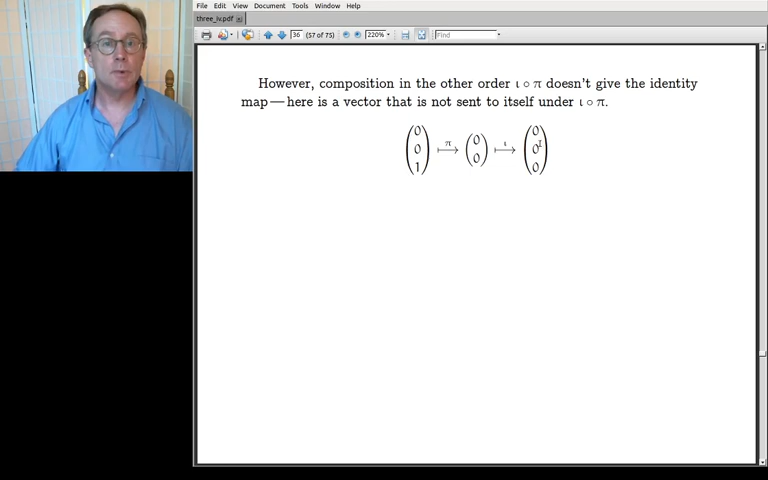 File Edit View Document Tools Window Help
three_iv.pdf
36 (57 of 75) 220% Find
However, composition in the other order ι ∘ π doesn't give the identity
map — here is a vector that is not sent to itself under ι ∘ π.
0 0
0 π 0 ι 0
1 0 0